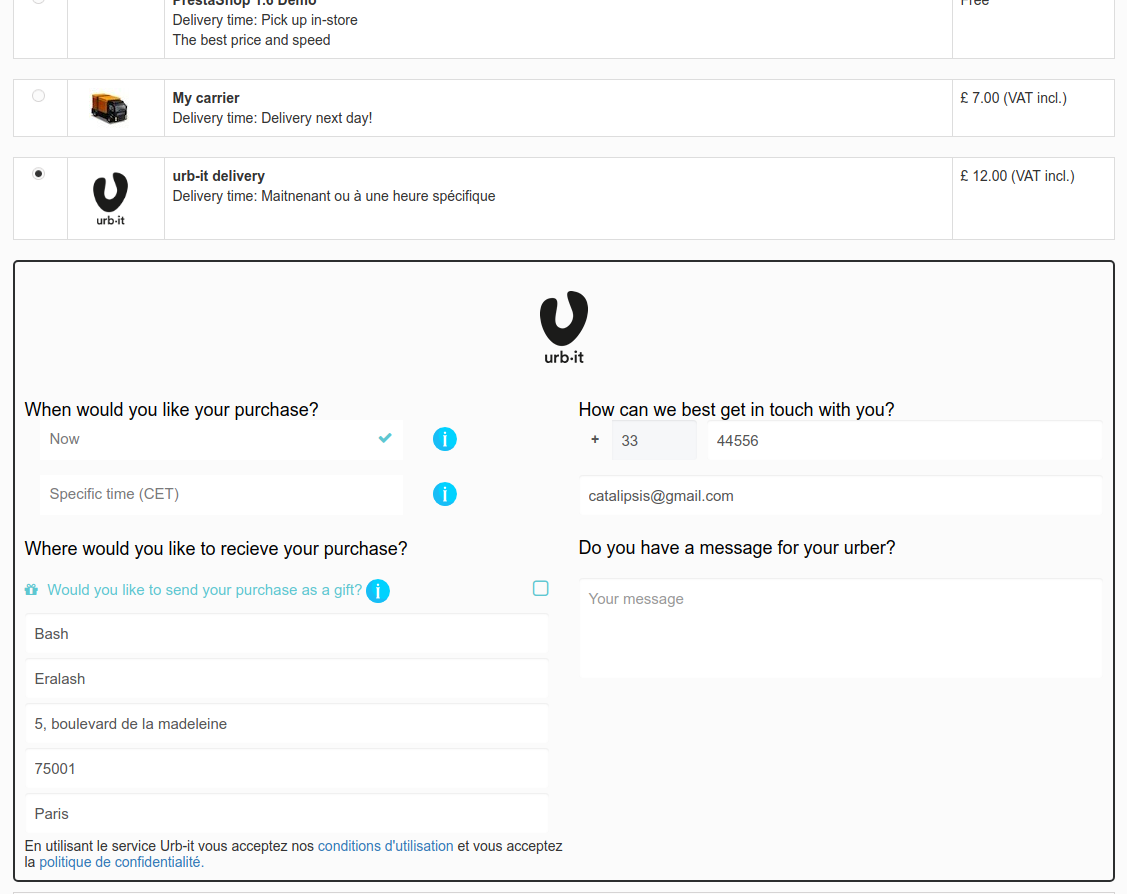 PrestaShop 1.6 Demo
Free
Delivery time: Pick up in-store
The best price and speed
My carrier
£ 7.00 (VAT incl.)
Delivery time: Delivery next day!
urb-it delivery
£ 12.00 (VAT incl.)
Delivery time: Maitnenant ou à une heure spécifique
urb·it
urb·it
When would you like your purchase?
Now
i
Specific time (CET)
i
How can we best get in touch with you?
+ 33 44556
catalipsis@gmail.com
Where would you like to recieve your purchase?
Would you like to send your purchase as a gift? i
Bash
Eralash
5, boulevard de la madeleine
75001
Paris
En utilisant le service Urb-it vous acceptez nos conditions d'utilisation et vous acceptez
la politique de confidentialité.
Do you have a message for your urber?
Your message